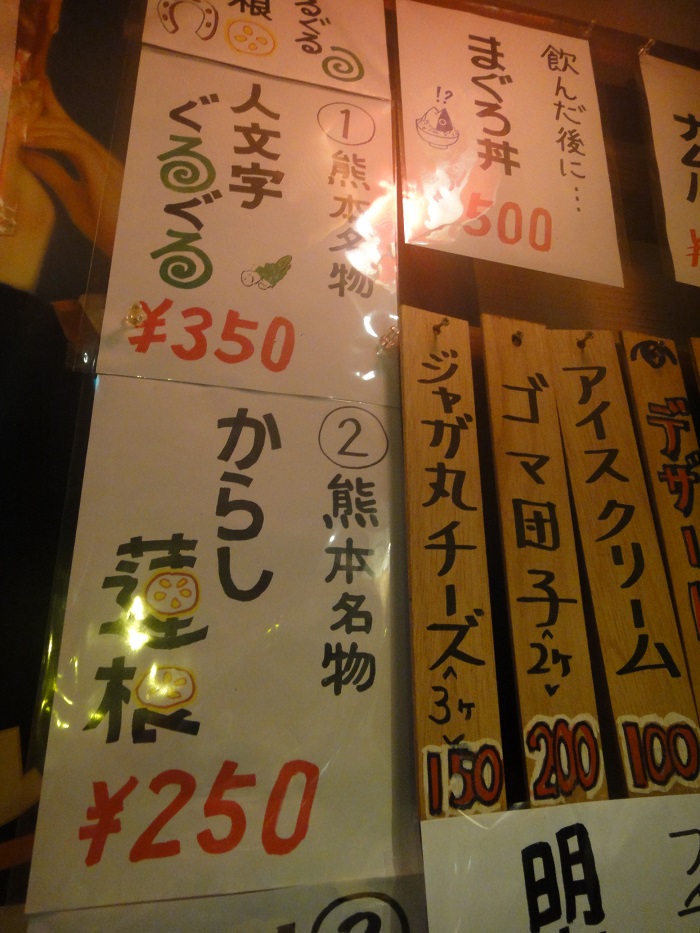 根
るぐる
①熊本名物
人文字
ぐるぐる
¥350
②熊本名物
からし
蓮根
¥250
飲んだ後に…
まぐろ丼
!?
500
デザート
アイスクリーム
100
ゴマ団子
2ヶ
200
ジャガ丸チーズ
3ヶ
150
明